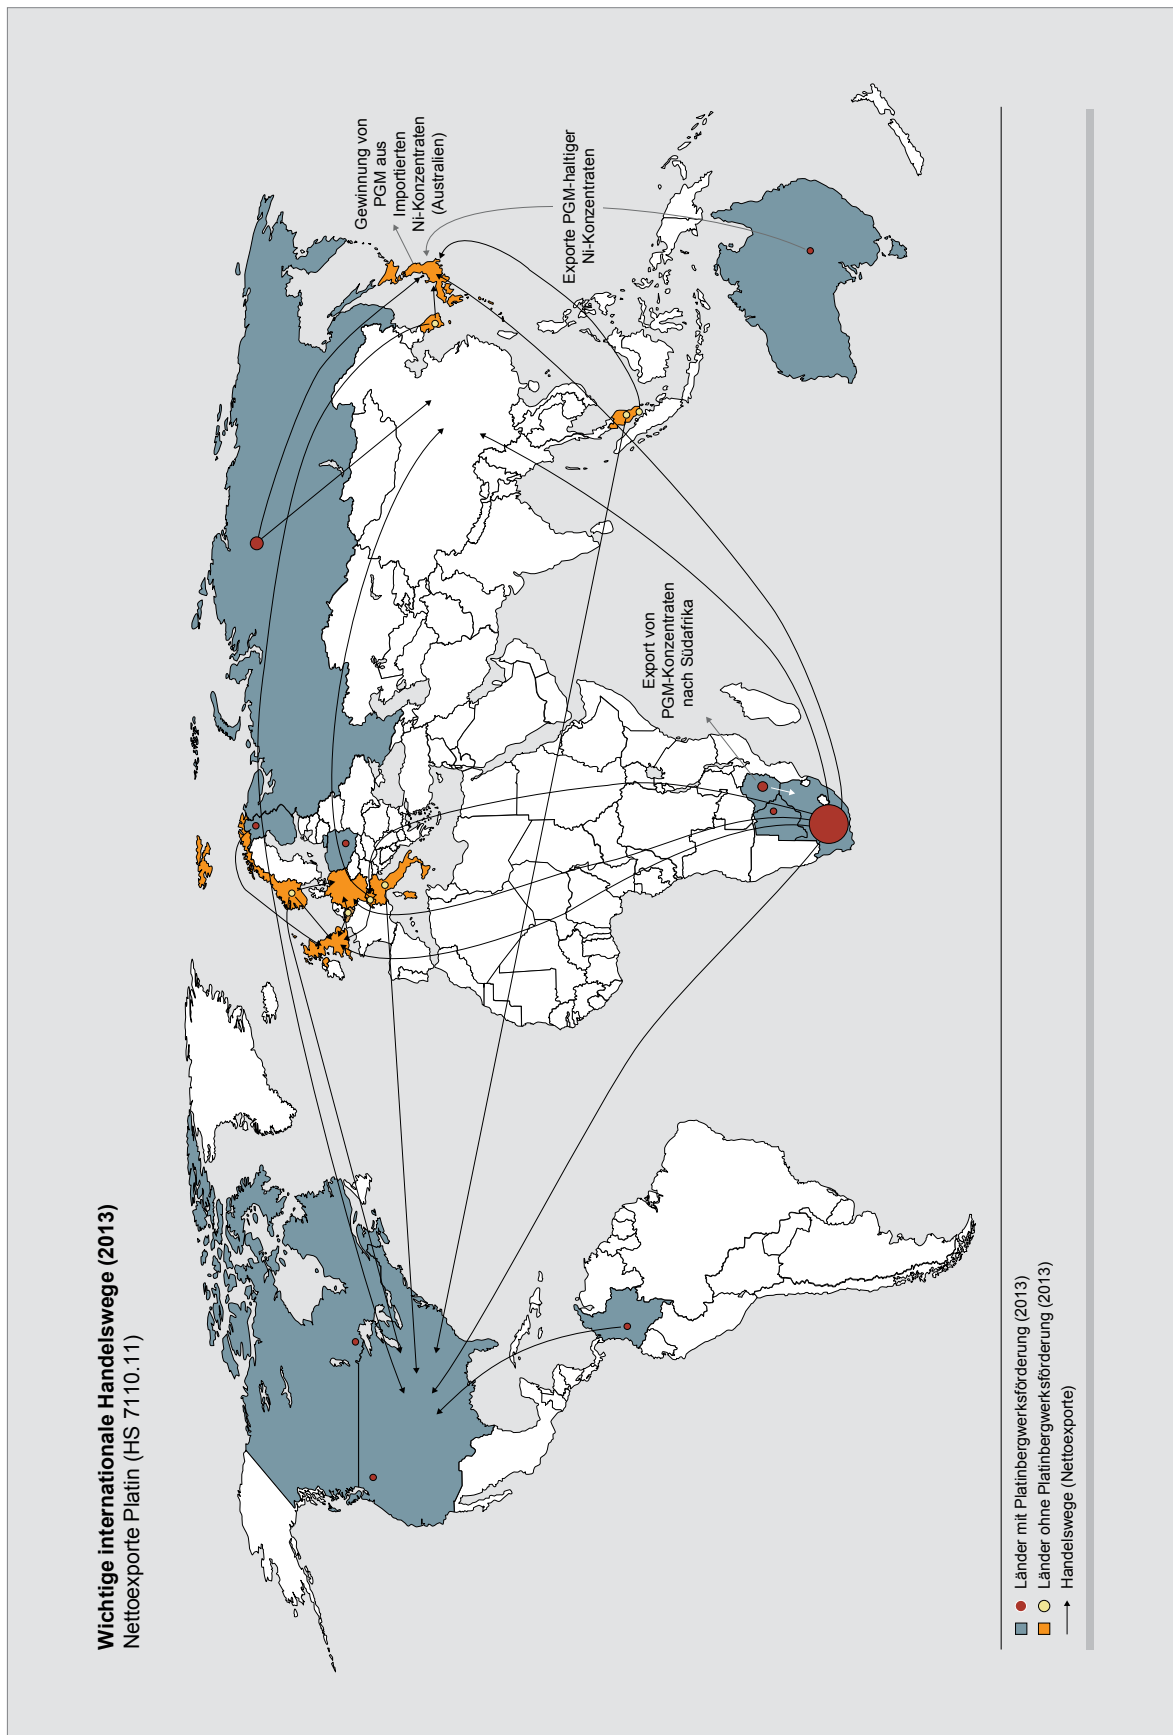 Wichtige internationale Handelswege (2013)
Nettoexporte Platin (HS 7110.11)
Gewinnung von
PGM aus
Importierten
Ni-Konzentraten
(Australien)
Exporte PGM-haltiger
Ni-Konzentraten
Export von
PGM-Konzentraten
nach Südafrika
Länder mit Platinbergwerksförderung (2013)
Länder ohne Platinbergwerksförderung (2013)
Handelswege (Nettoexporte)